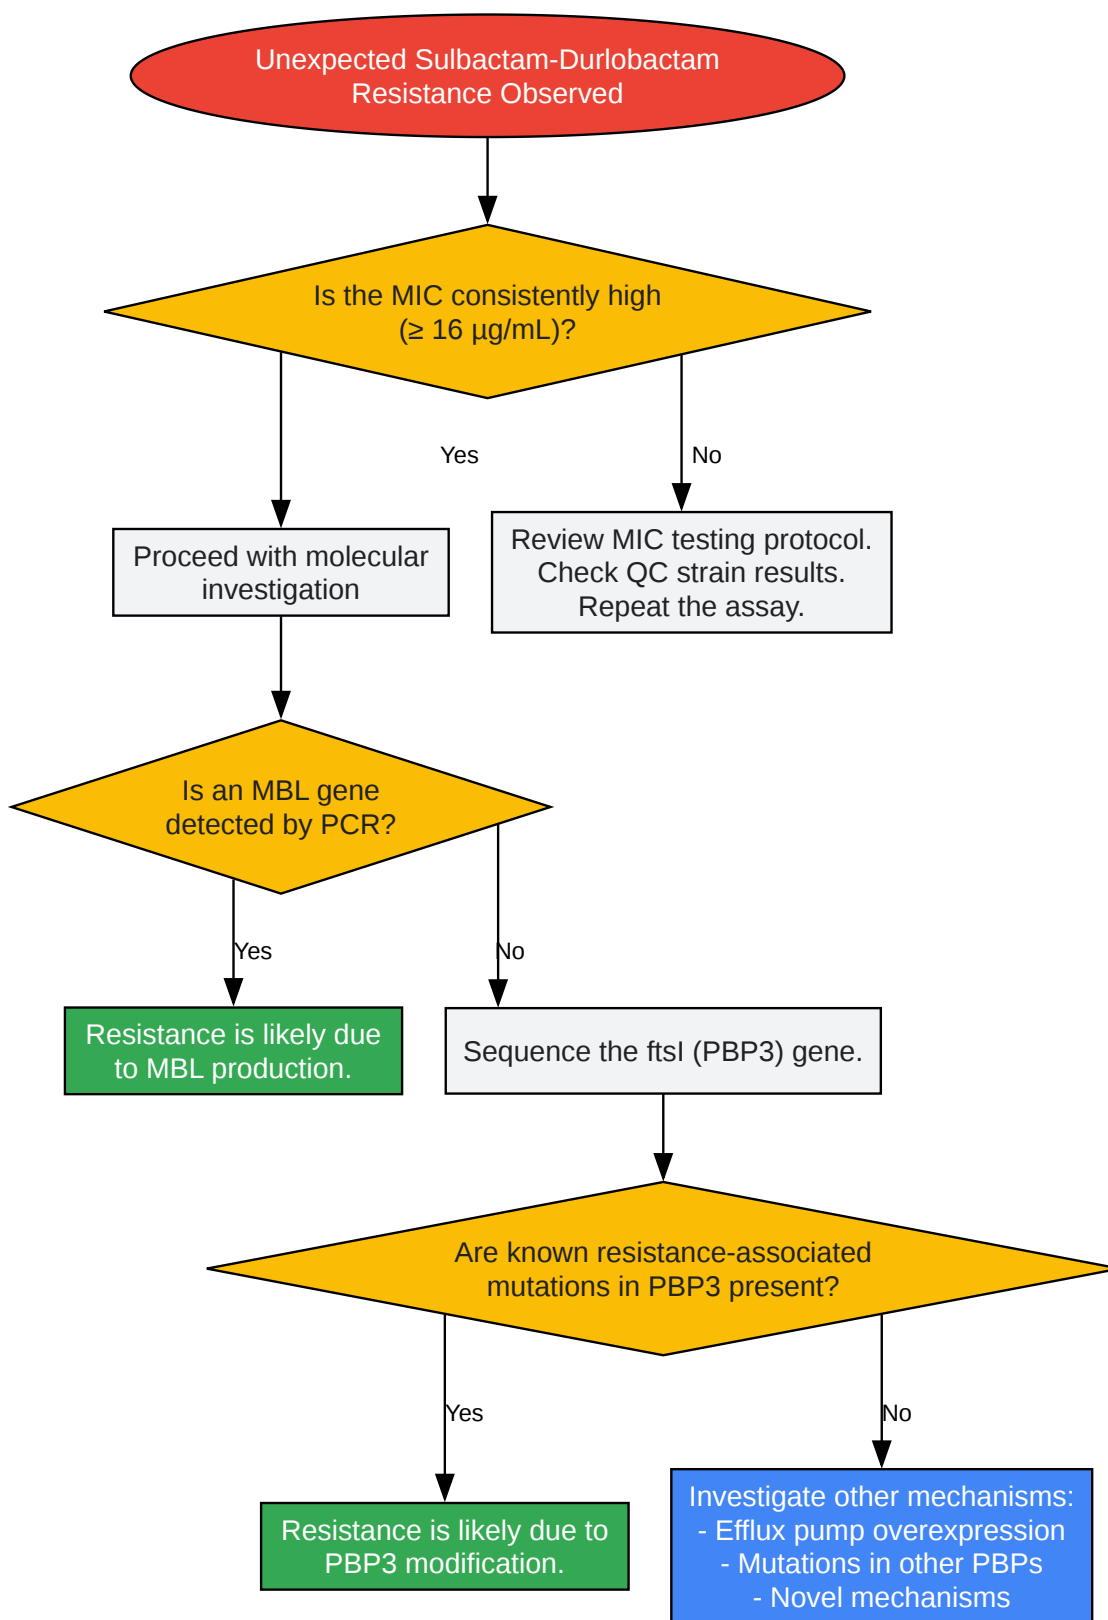 Unexpected Sulbactam-Durlobactam
Resistance Observed
Is the MIC consistently high
(≥ 16 µg/mL)?
Yes
No
Proceed with molecular
investigation
Review MIC testing protocol.
Check QC strain results.
Repeat the assay.
Is an MBL gene
detected by PCR?
Yes
No
Resistance is likely due
to MBL production.
Sequence the ftsI (PBP3) gene.
Are known resistance-associated
mutations in PBP3 present?
Yes
No
Resistance is likely due to
PBP3 modification.
Investigate other mechanisms:
- Efflux pump overexpression
- Mutations in other PBPs
- Novel mechanisms